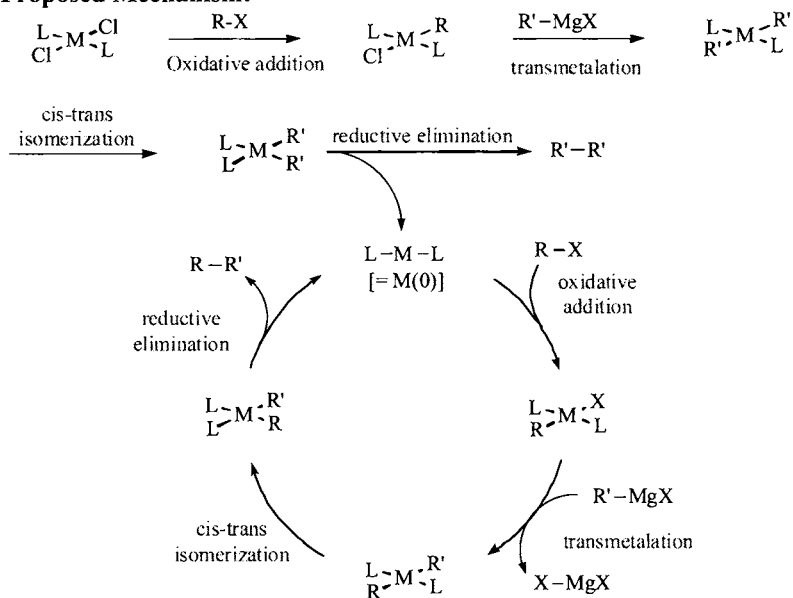 Proposed Mechanism:
L Cl M Cl L
R-X
Oxidative addition
L R M Cl L
R'-MgX
transmetalation
L R' M R' L
cis-trans
isomerization
L R' M L R'
reductive elimination
R'-R'
L-M-L
[=M(0)]
R-X
oxidative
addition
L X M R L
R'-MgX
transmetalation
X-MgX
L R' M R L
cis-trans
isomerization
L R' M L R
reductive
elimination
R-R'